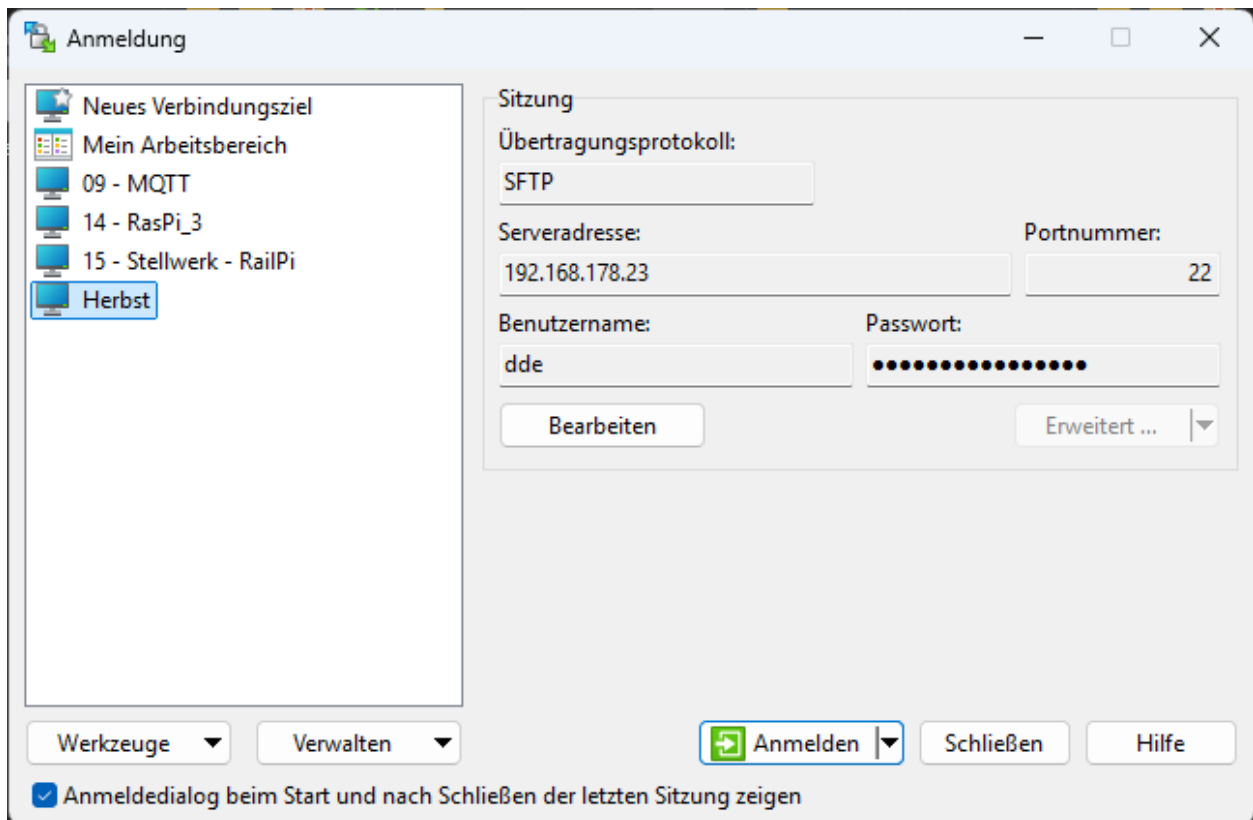 Anmeldung
Neues Verbindungsziel
Mein Arbeitsbereich
09 - MQTT
14 - RasPi_3
15 - Stellwerk - RailPi
Herbst
Sitzung
Übertragungsprotokoll:
SFTP
Serveradresse: Portnummer:
192.168.178.23 22
Benutzername: Passwort:
dde ●●●●●●●●●●●●●●●●
Bearbeiten Erweitert ...
Werkzeuge Verwalten Anmelden Schließen Hilfe
Anmeldedialog beim Start und nach Schließen der letzten Sitzung zeigen